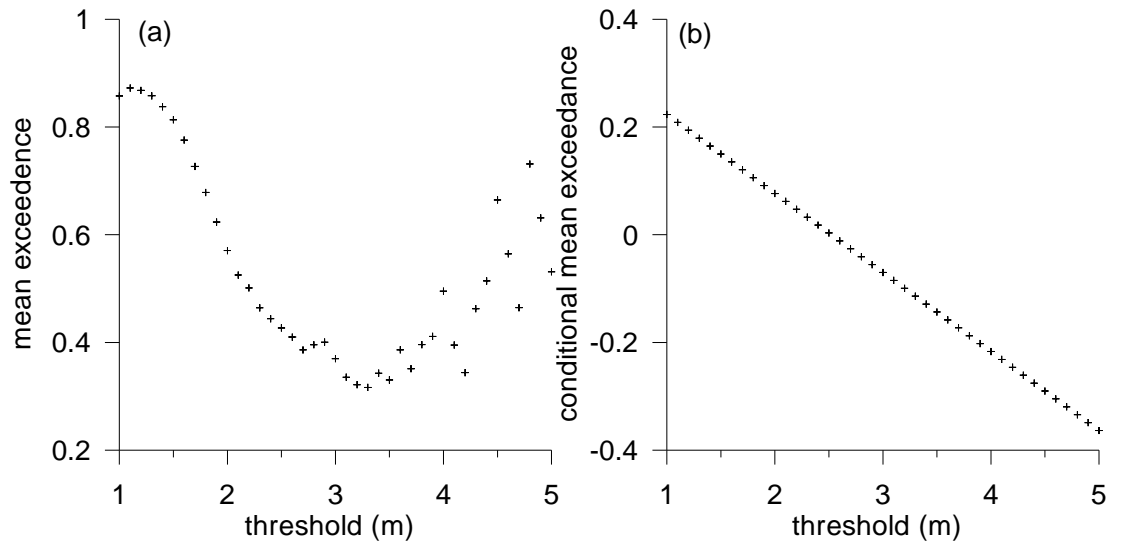 (a)
mean exceedence
1
0.8
0.6
0.4
0.2
1 2 3 4 5
threshold (m)
(b)
conditional mean exceedance
0.4
0.2
0
-0.2
-0.4
1 2 3 4 5
threshold (m)